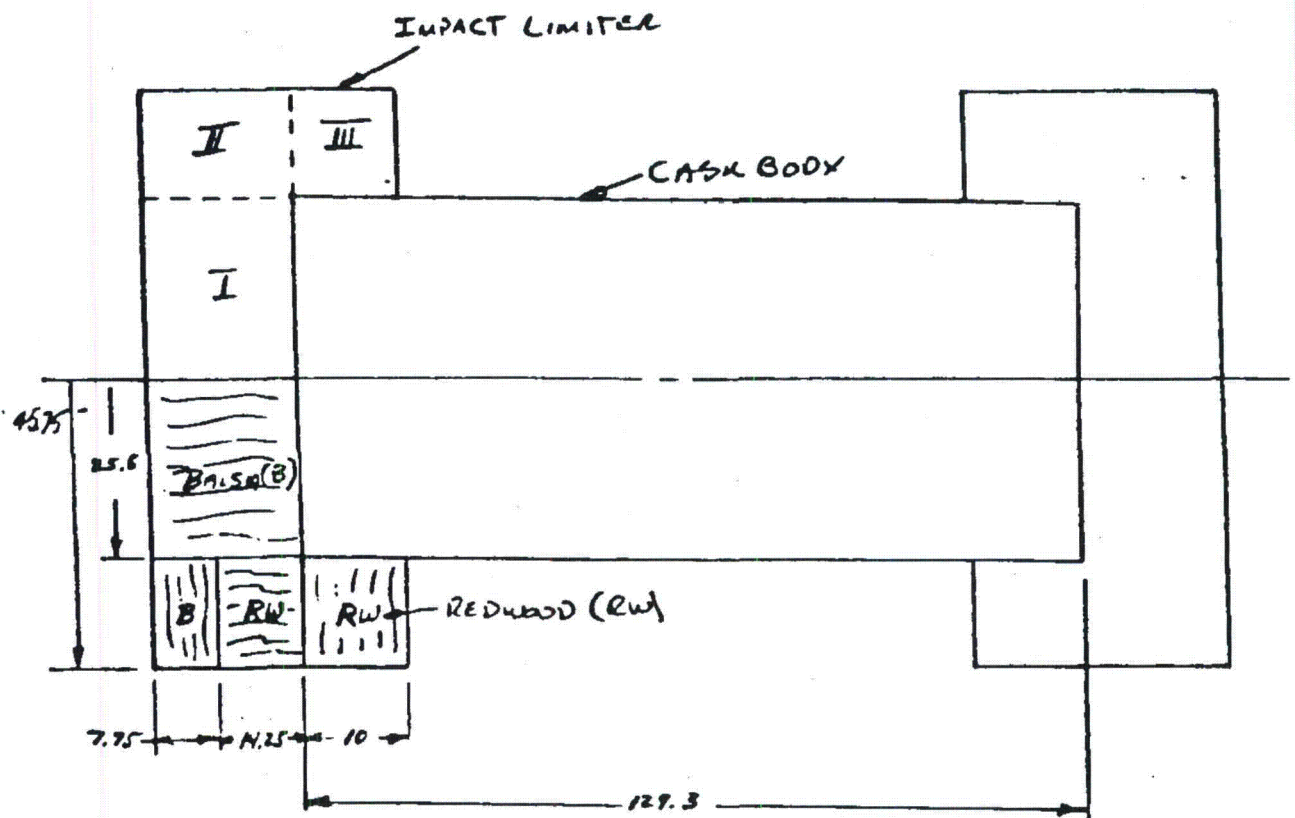 IMPACT LIMITER
II
III
CASK BODY
I
45.75
25.6
BALSA (B)
B
RW
RW
REDWOOD (RW)
7.75
14.25
10
129.3